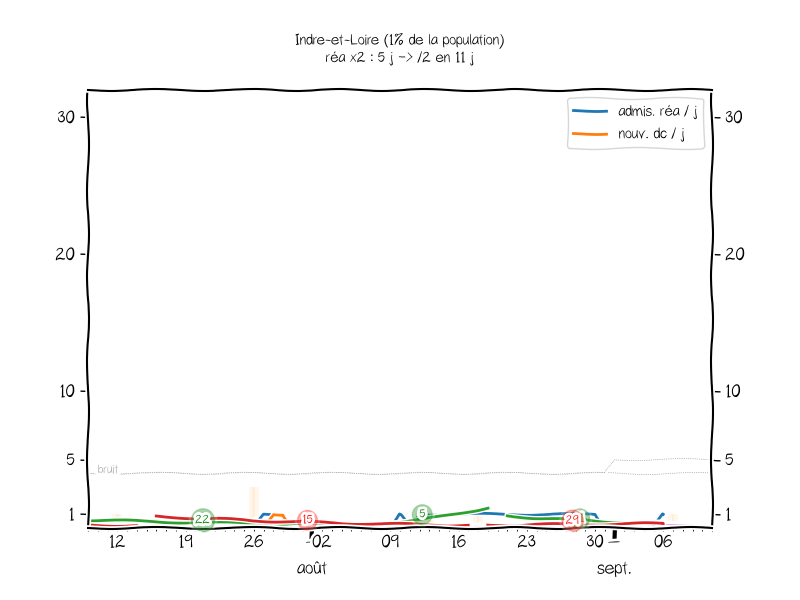 Indre-et-Loire (1% de la population)
réa x2 : 5 j -> /2 en 11 j
admis. réa / j
nouv. dc / j
30 30
20 20
10 10
5 5
bruit
1 1
22 15 5 29
12 19 26 02 09 16 23 30 06
août sept.